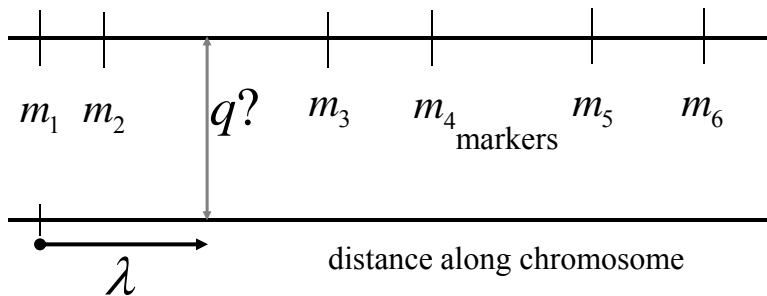 m₁ m₂ q? m₃ m₄ m₅ m₆
markers
λ
distance along chromosome